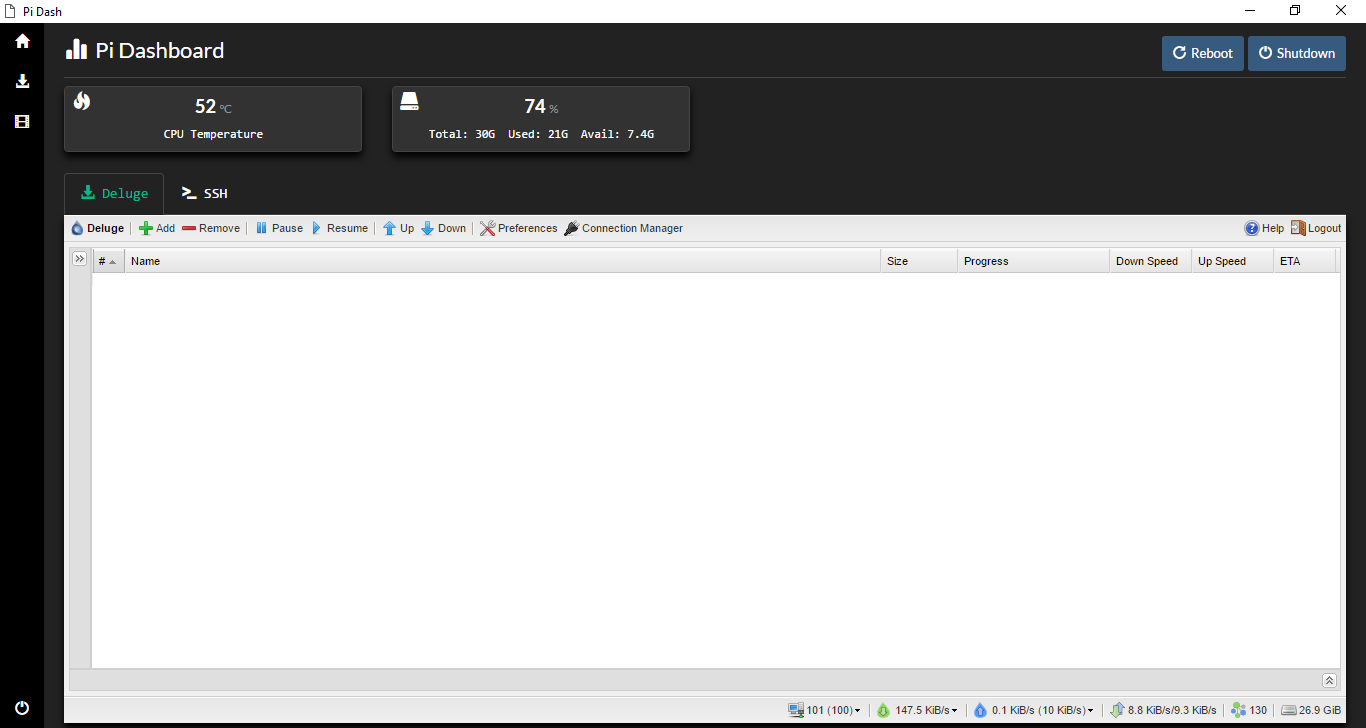 Pi Dash
Pi Dashboard
Reboot
Shutdown
52 °C
CPU Temperature
74 %
Total: 30G Used: 21G Avail: 7.4G
Deluge
SSH
Deluge Add Remove Pause Resume Up Down Preferences Connection Manager Help Logout
# Name Size Progress Down Speed Up Speed ETA
101 (100) 147.5 KiB/s 0.1 KiB/s (10 KiB/s) 8.8 KiB/s/9.3 KiB/s 130 26.9 GiB